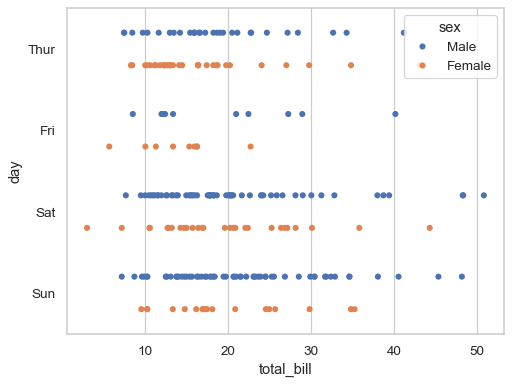 sex
Male
Female
Thur
Fri
Sat
Sun
day
10 20 30 40 50
total_bill